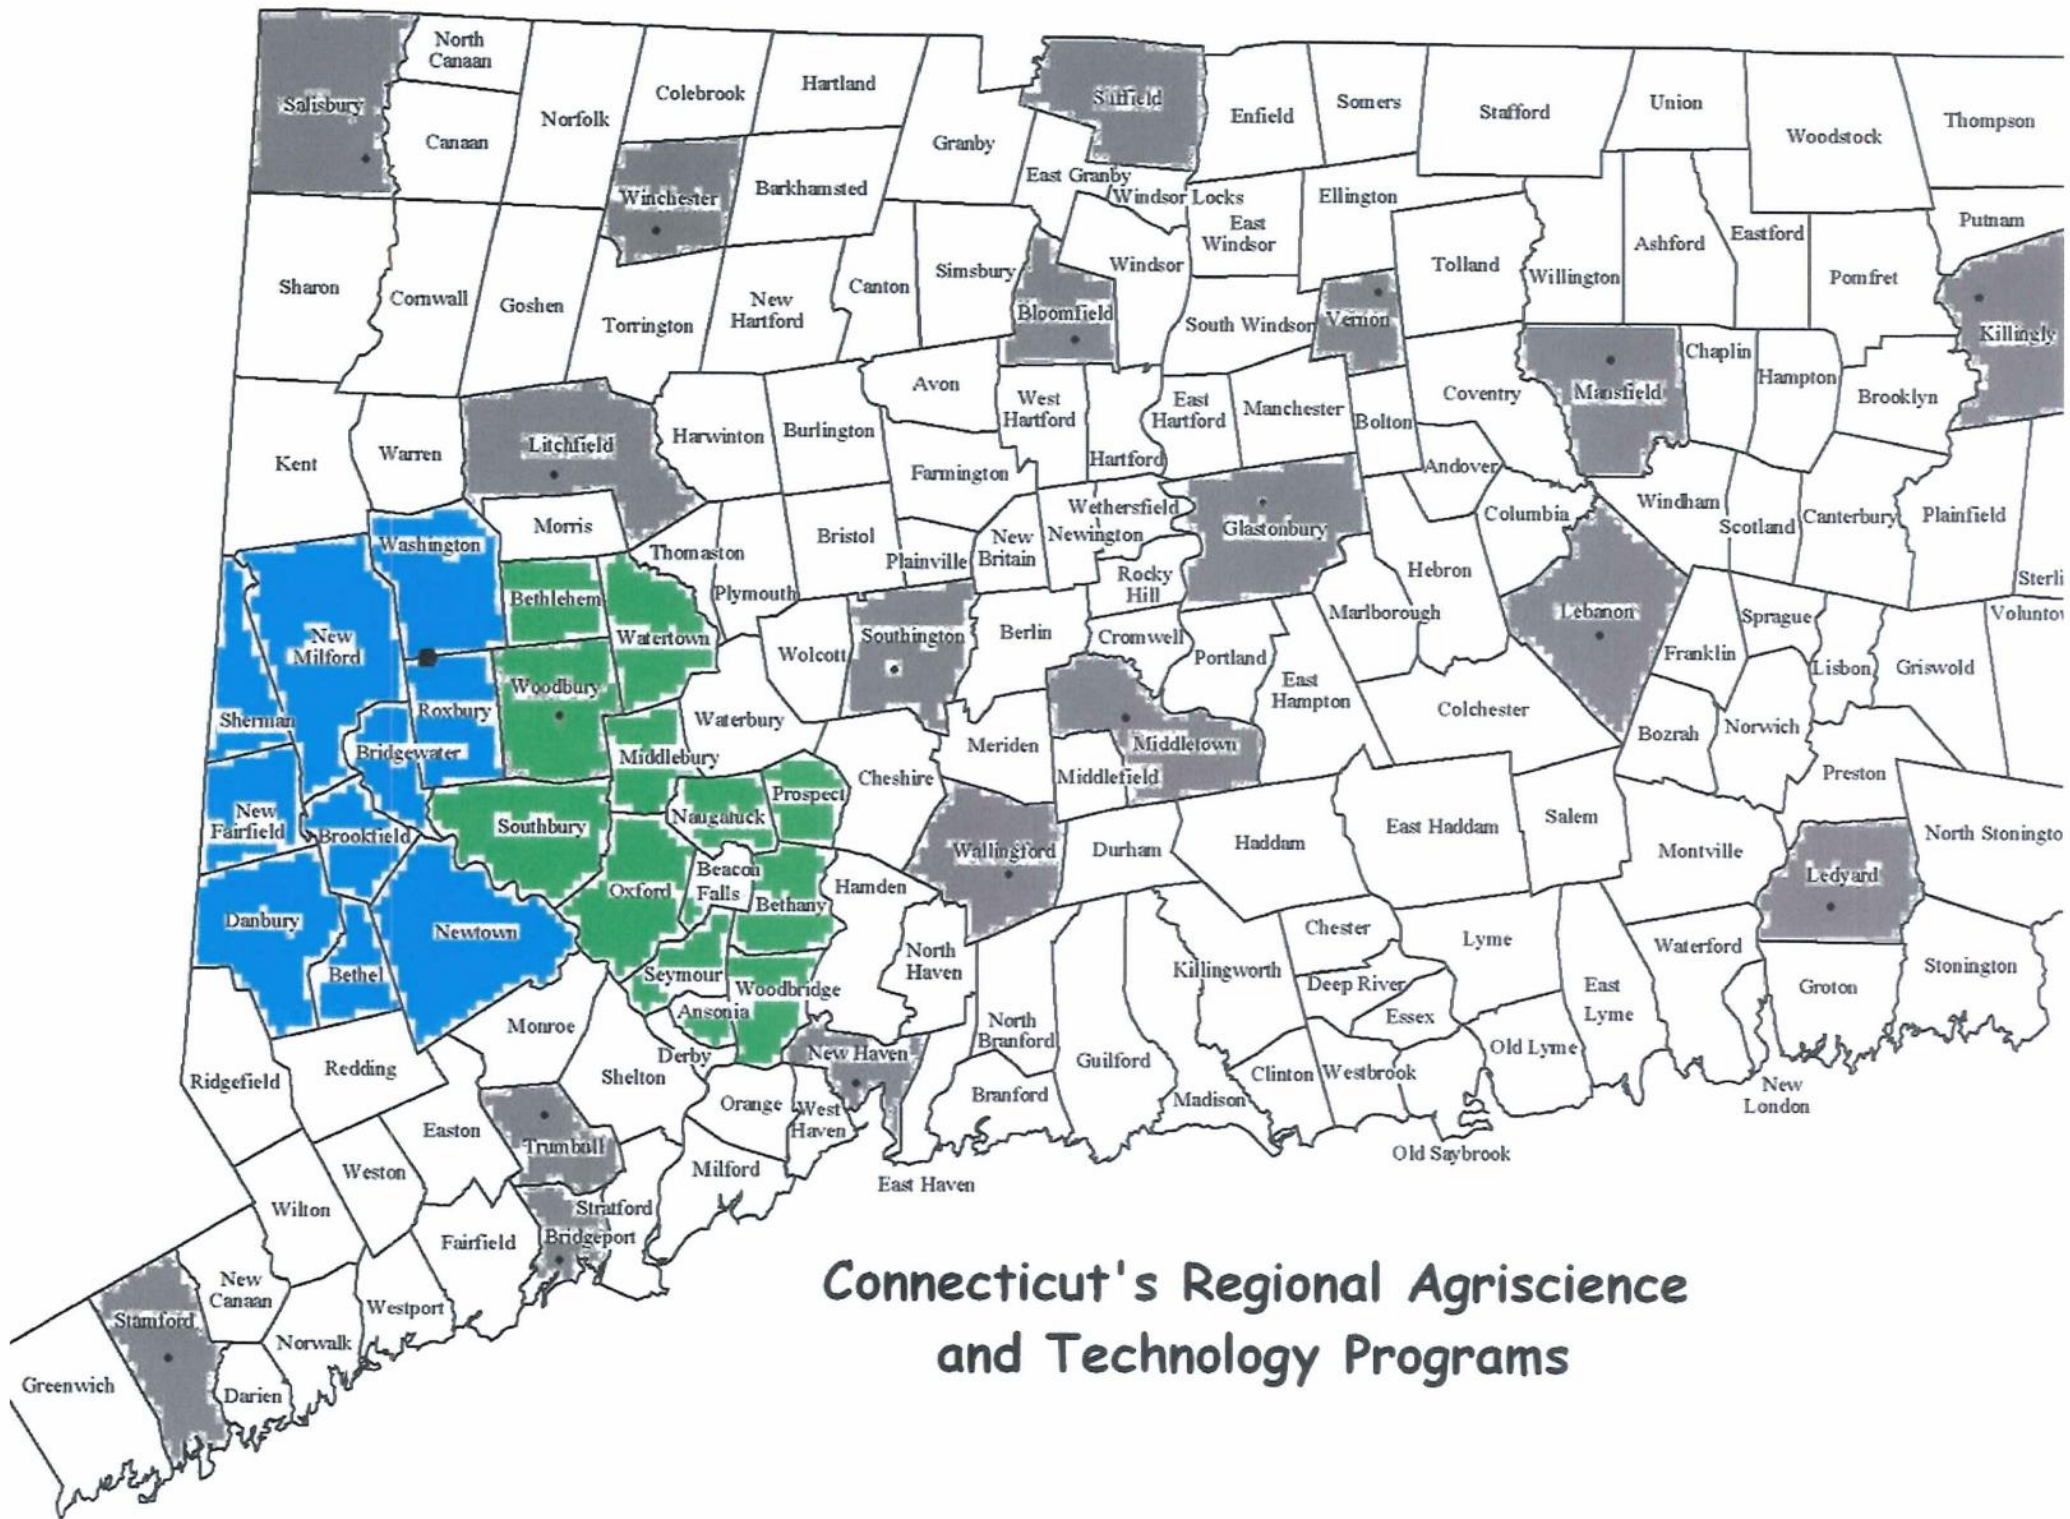 North
Canaan
Salisbury
Canaan
Norfolk
Colebrook
Hartland
Granby
Suffield
Enfield
Somers
Stafford
Union
Woodstock
Thompson
Winchester
Barkhamsted
East Granby
Windsor Locks
East
Windsor
Ellington
Tolland
Willington
Ashford
Eastford
Pomfret
Putnam
Killingly
Sharon
Cornwall
Goshen
Torrington
New
Hartford
Canton
Simsbury
Bloomfield
Windsor
South Windsor
Vernon
Mansfield
Chaplin
Hampton
Brooklyn
Kent
Warren
Litchfield
Harwinton
Burlington
Avon
West
Hartford
Hartford
East
Hartford
Manchester
Bolton
Coventry
Andover
Farmington
Morris
Washington
Thomaston
Plymouth
Bristol
Plainville
New
Britain
Newington
Wethersfield
Rocky
Hill
Glastonbury
Hebron
Columbia
Windham
Scotland
Canterbury
Plainfield
Sterli
Volunto
Bethlehem
Watertown
New
Milford
Sherman
Woodbury
Roxbury
Bridgewater
Wolcott
Southington
Berlin
Cromwell
Portland
Marlborough
East
Hampton
Lebanon
Franklin
Sprague
Lisbon
Griswold
Colchester
Bozrah
Norwich
Preston
Waterbury
Middlebury
Meriden
Middletown
Middlefield
Cheshire
Prospect
Naugatuck
Southbury
New
Fairfield
Brookfield
Danbury
Bethel
Newtown
Oxford
Beacon
Falls
Bethany
Seymour
Woodbridge
Ansonia
Hamden
Wallingford
Durham
Haddam
East Haddam
Salem
Montville
Ledyard
North Stoningto
North
Haven
Killingworth
Chester
Deep River
Essex
Lyme
East
Lyme
Waterford
Groton
Stonington
New
London
Monroe
Derby
Shelton
New Haven
North
Branford
Guilford
Branford
Madison
Clinton
Westbrook
Old Lyme
Old Saybrook
Ridgefield
Redding
Easton
Trumbull
Orange
West
Haven
Milford
East Haven
Weston
Wilton
Stratford
Bridgeport
Fairfield
New
Canaan
Westport
Norwalk
Stamford
Darien
Greenwich
Connecticut's Regional Agriscience
and Technology Programs